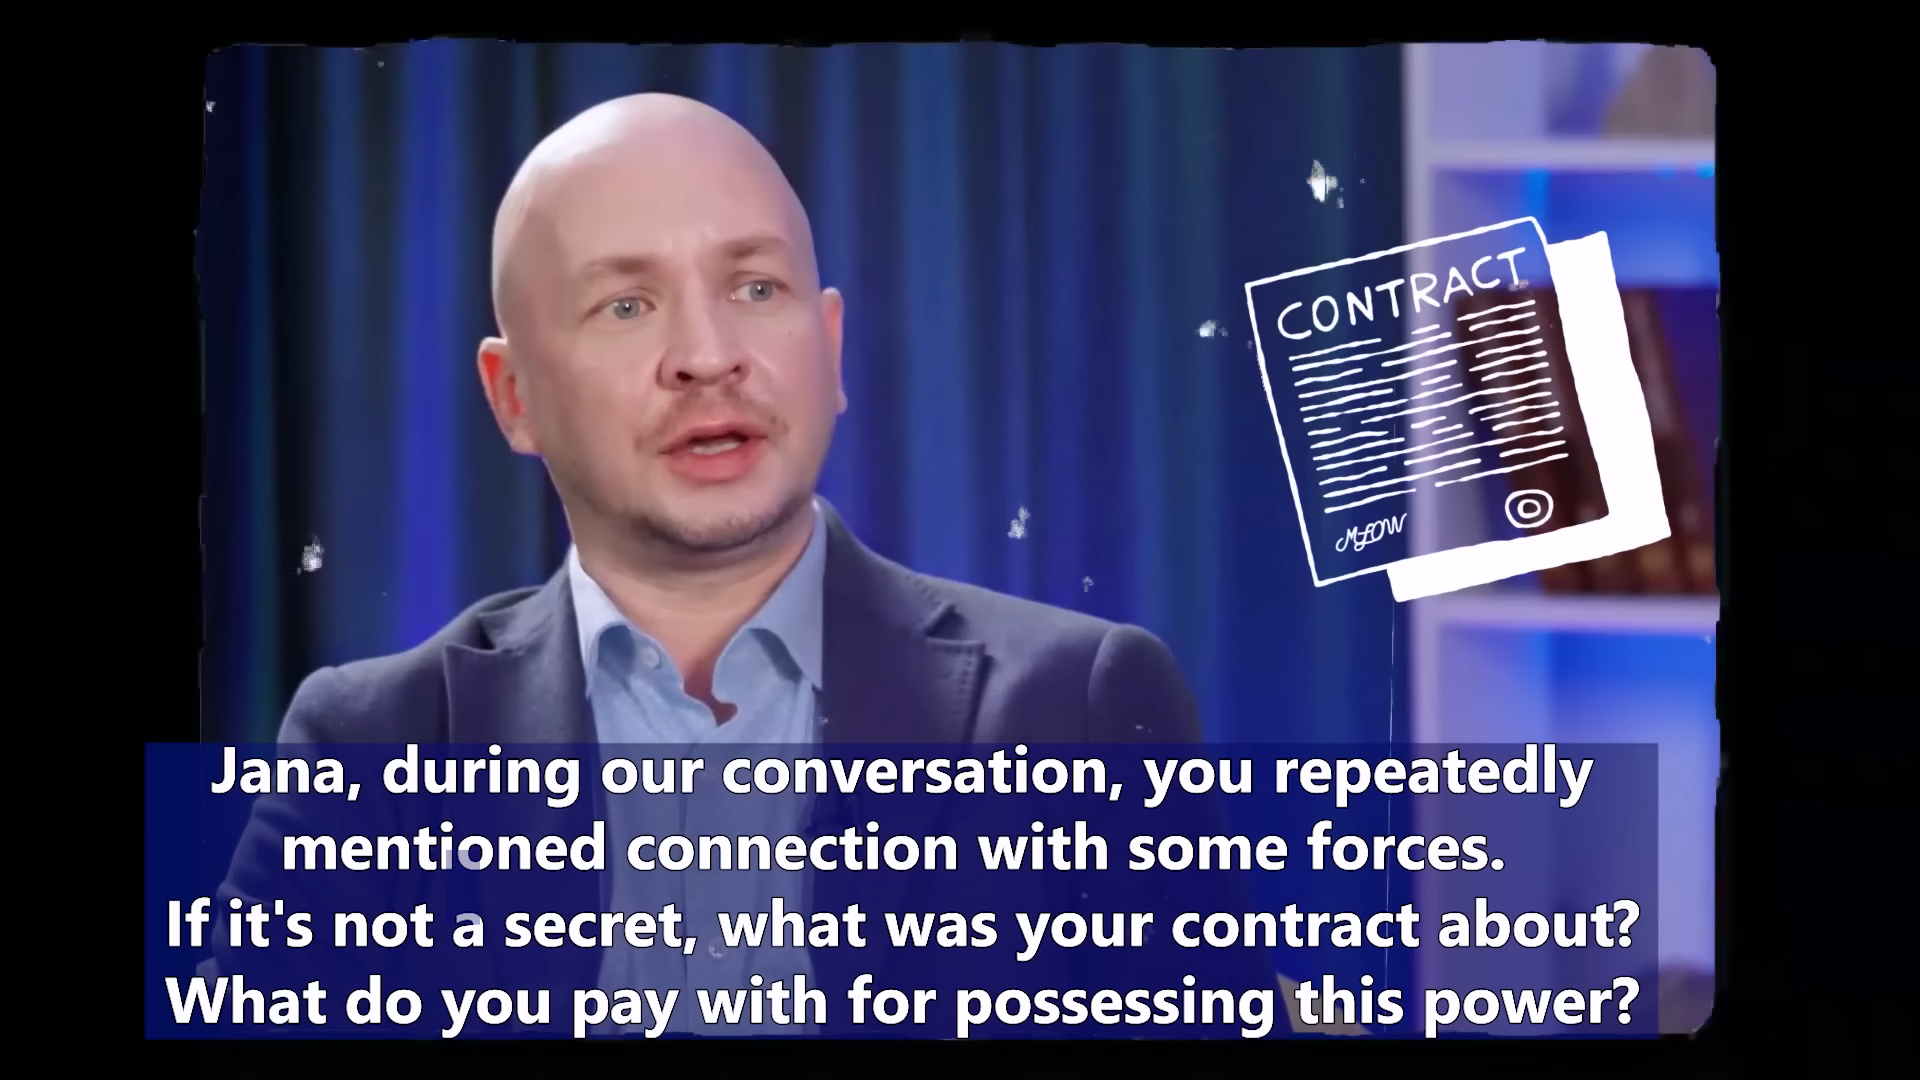 CONTRACT
MEOW
Jana, during our conversation, you repeatedly
mentioned connection with some forces.
If it's not a secret, what was your contract about?
What do you pay with for possessing this power?